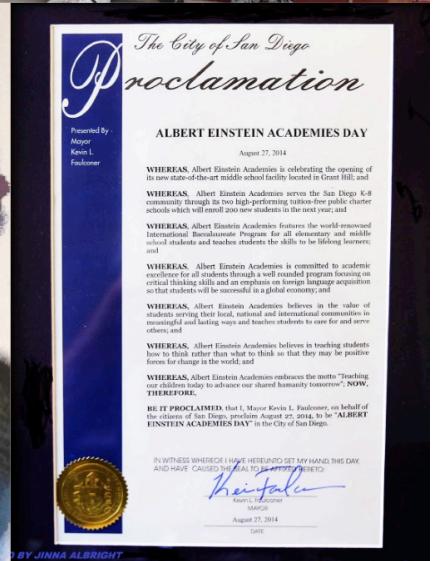 The City of San Diego
Proclamation
Presented By -
Mayor
Kevin L.
Faulconer
ALBERT EINSTEIN ACADEMIES DAY
August 27, 2014
WHEREAS, Albert Einstein Academies is celebrating the opening of
its new state-of-the-art middle school facility located in Grant Hill; and
WHEREAS, Albert Einstein Academies serves the San Diego K-8
community through its two high-performing tuition-free public charter
schools which will enroll 200 new students in the next year; and
WHEREAS, Albert Einstein Academies features the world-renowned
International Baccalaureate Program for all elementary and middle
school students and teaches students the skills to be lifelong learners;
and
WHEREAS, Albert Einstein Academies is committed to academic
excellence for all students through a well rounded program focusing on
critical thinking skills and an emphasis on foreign language acquisition
so that students will be successful in a global economy; and
WHEREAS, Albert Einstein Academies believes in the value of
students serving their local, national and international communities in
meaningful and lasting ways and teaches students to care for and serve
others; and
WHEREAS, Albert Einstein Academies believes in teaching students
how to think rather than what to think so that they may be positive
forces for change in the world; and
WHEREAS, Albert Einstein Academies embraces the motto "Teaching
our children today to advance our shared humanity tomorrow"; NOW,
THEREFORE,
BE IT PROCLAIMED, that I, Mayor Kevin L. Faulconer, on behalf of
the citizens of San Diego, proclaim August 27, 2014, to be "ALBERT
EINSTEIN ACADEMIES DAY" in the City of San Diego.
IN WITNESS WHEREOF I HAVE HEREUNTO SET MY HAND, THIS DAY,
AND HAVE CAUSED THE SEAL TO BE AFFIXED HERETO:
Kevin L. Faulconer
MAYOR
August 27, 2014
DATE
BY JINNA ALBRIGHT